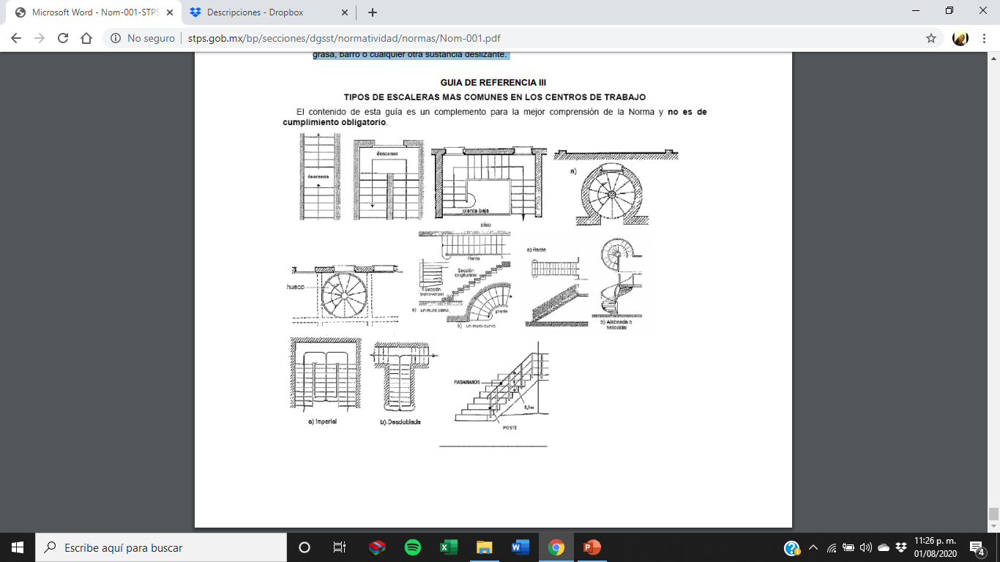 Microsoft Word - Nom-001-STPS
Descripciones - Dropbox
No seguro
stps.gob.mx/bp/secciones/dgsst/normatividad/normas/Nom-001.pdf
grasa, barro o cualquier otra sustancia deslizante.
GUIA DE REFERENCIA III
TIPOS DE ESCALERAS MAS COMUNES EN LOS CENTROS DE TRABAJO
El contenido de esta guía es un complemento para la mejor comprensión de la Norma y no es de
cumplimiento obligatorio.
descenso
descenso
planta baja
piso
a)
hueco
Planta
Sección
longitudinal
Sección
transversal
a) un muro plano
planta
b) un muro curvo
a) Recta
b) Alabeada o
helicoidal
a) Imperial
b) Desdoblada
PASAMANOS
0,9m
POSTE
Escribe aquí para buscar
11:26 p. m.
01/08/2020
4